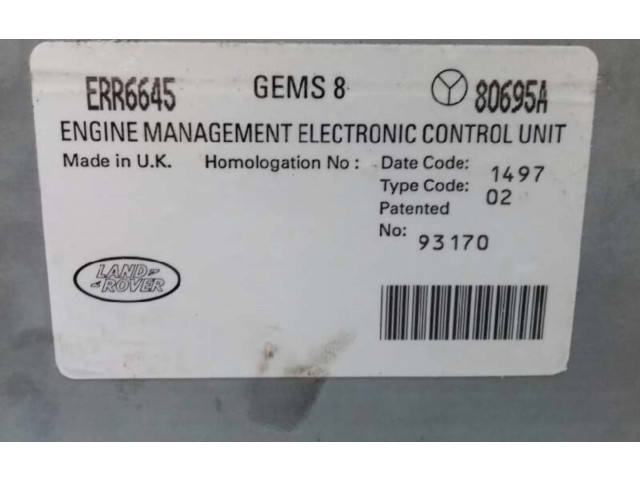 ERR6645 GEMS 8 80695A
ENGINE MANAGEMENT ELECTRONIC CONTROL UNIT
Made in U.K. Homologation No : Date Code: 1497
Type Code: 02
Patented
No: 93170
LAND
ROVER